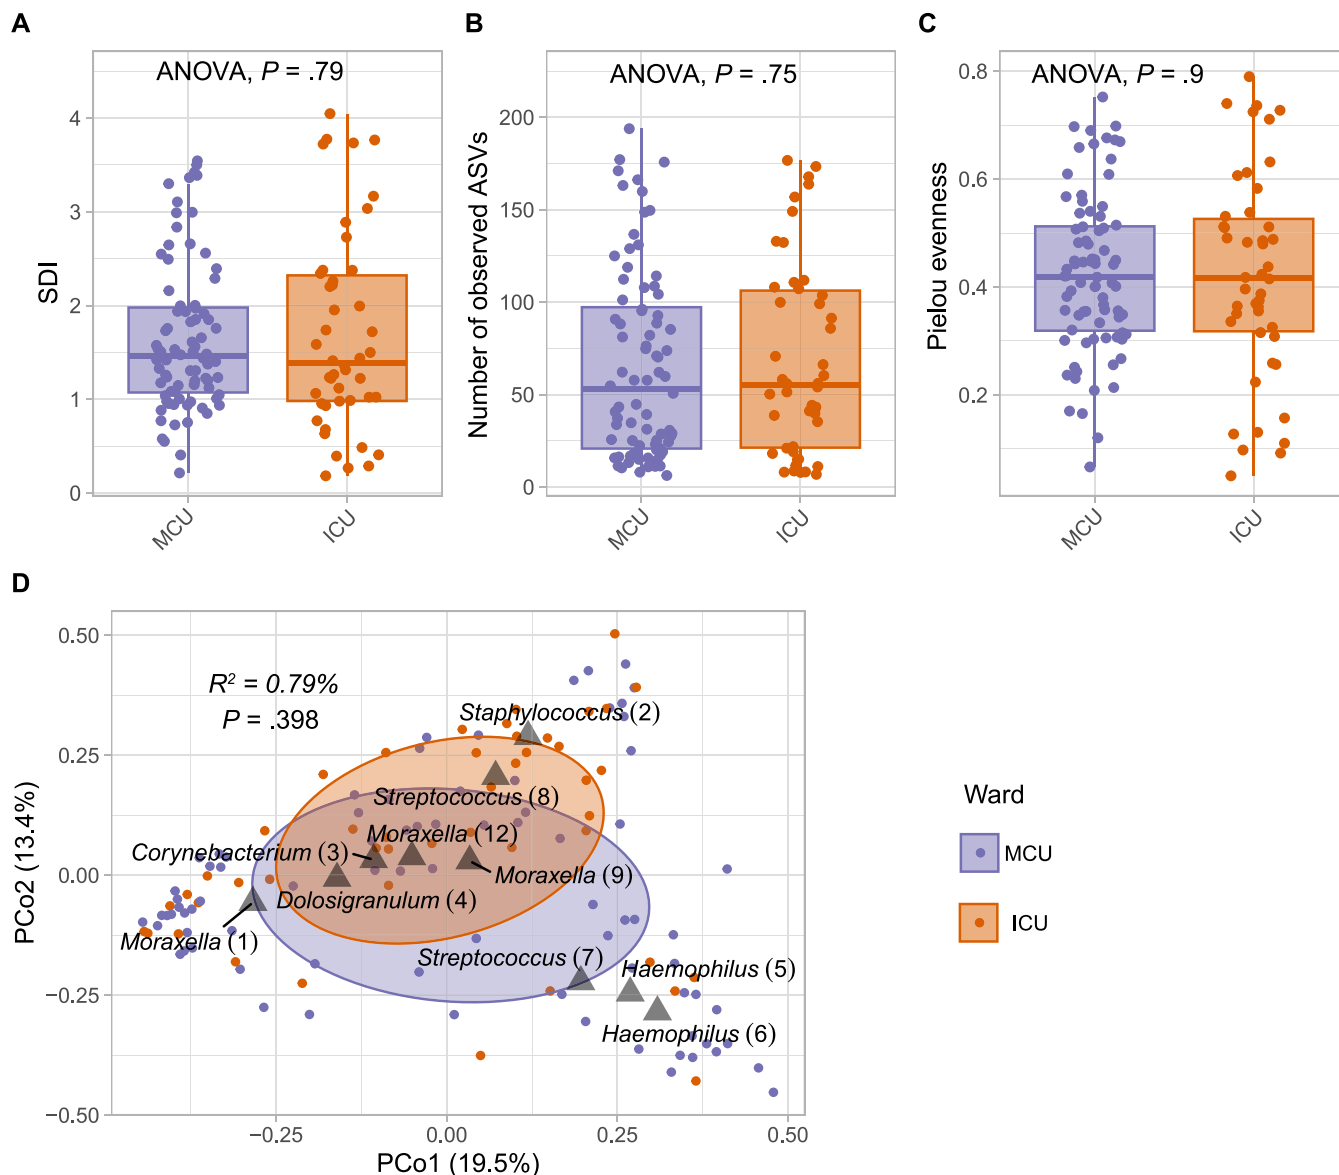 A
ANOVA, P = .79
SDI
4
3
2
1
0
MCU
ICU
B
ANOVA, P = .75
Number of observed ASVs
200
150
100
50
0
MCU
ICU
C
ANOVA, P = .9
Pielou evenness
0.8
0.6
0.4
0.2
MCU
ICU
D
R² = 0.79%
P = .398
PCo2 (13.4%)
0.50
0.25
0.00
−0.25
−0.50
Staphylococcus (2)
Streptococcus (8)
Moraxella (12)
Corynebacterium (3)
Moraxella (9)
Dolosigranulum (4)
Moraxella (1)
Streptococcus (7)
Haemophilus (5)
Haemophilus (6)
−0.25
0.00
0.25
0.50
PCo1 (19.5%)
Ward
MCU
ICU